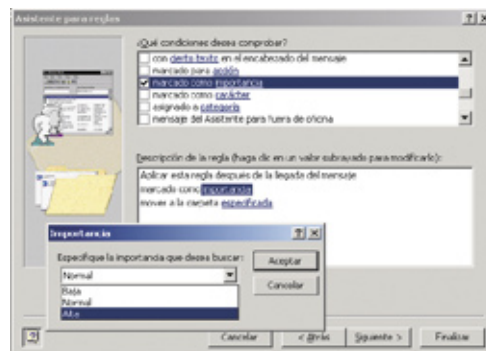 Asistente para reglas
¿Qué condiciones desea comprobar?
con cierto texto en el encabezado del mensaje
marcado para acción
marcado como importancia
marcado como carácter
asignado a categoría
mensaje del Asistente para fuera de oficina
Descripción de la regla (haga clic en un valor subrayado para modificarlo):
Aplicar esta regla después de la llegada del mensaje
marcado como importancia
mover a la carpeta especificada
Importancia
Especifique la importancia que desea buscar:
Normal
Baja
Normal
Alta
Aceptar
Cancelar
Cancelar
< Atrás
Siguiente >
Finalizar